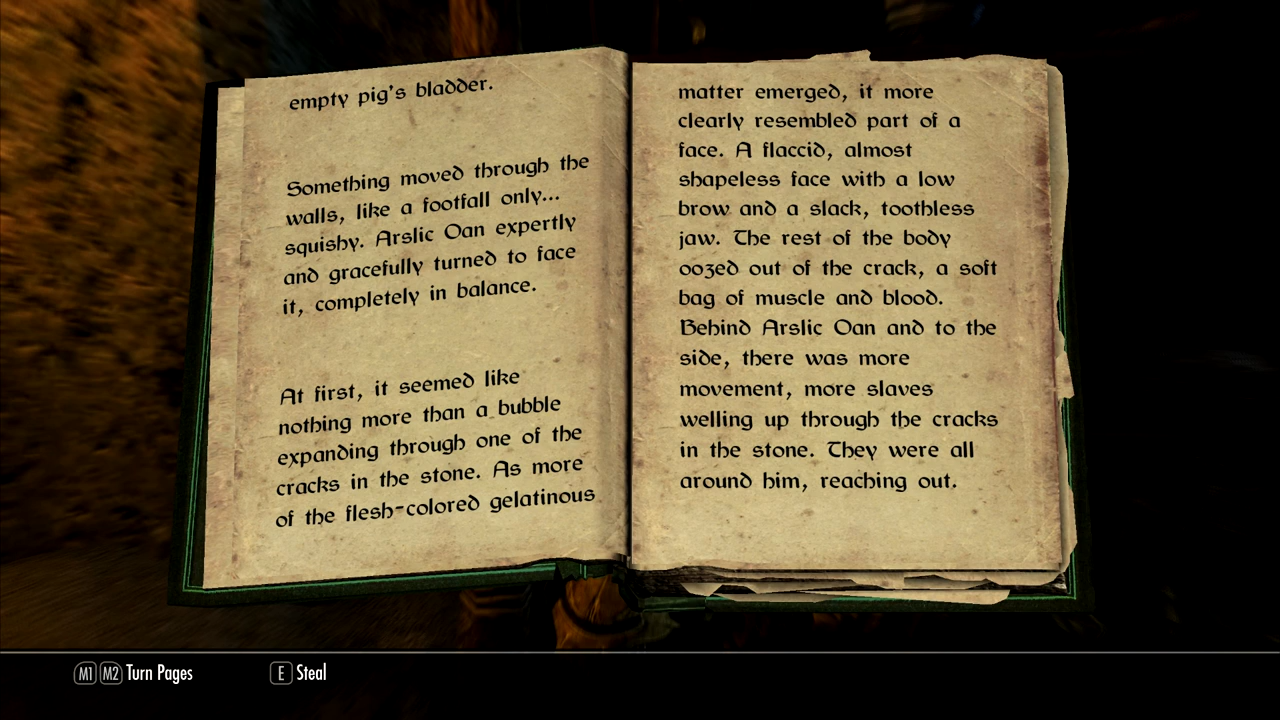 empty pig's bladder.
Something moved through the
walls, like a footfall only...
squishy. Arslic Oan expertly
and gracefully turned to face
it, completely in balance.
At first, it seemed like
nothing more than a bubble
expanding through one of the
cracks in the stone. As more
of the flesh-colored gelatinous
matter emerged, it more
clearly resembled part of a
face. A flaccid, almost
shapeless face with a low
brow and a slack, toothless
jaw. The rest of the body
oozed out of the crack, a soft
bag of muscle and blood.
Behind Arslic Oan and to the
side, there was more
movement, more slaves
welling up through the cracks
in the stone. They were all
around him, reaching out.
M1 M2 Turn Pages
E Steal